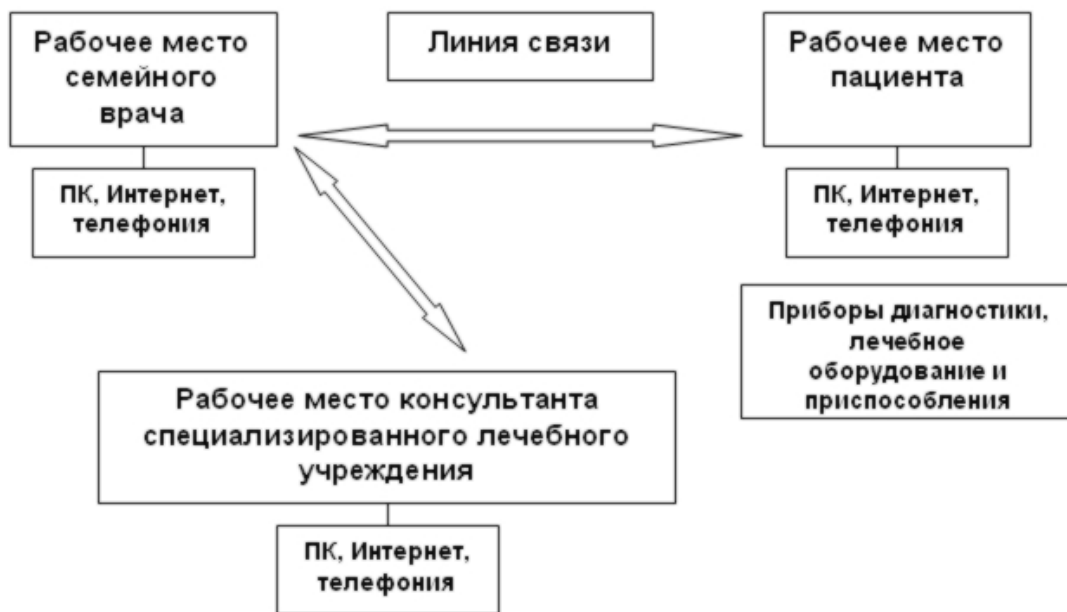 Рабочее место
семейного
врача
Линия связи
Рабочее место
пациента
ПК, Интернет,
телефония
ПК, Интернет,
телефония
Приборы диагностики,
лечебное
оборудование и
приспособления
Рабочее место консультанта
специализированного лечебного
учреждения
ПК, Интернет,
телефония